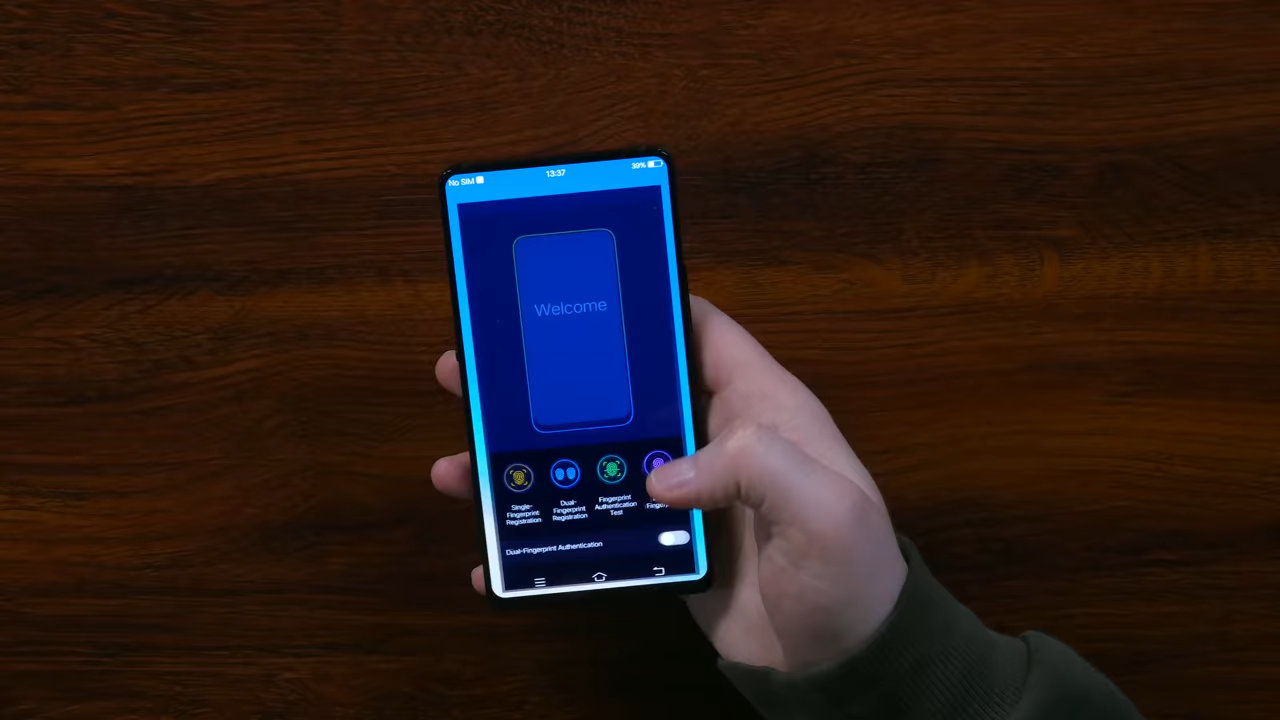 No SIM
13:37
39%
Welcome
Single-
Fingerprint
Registration
Dual-
Fingerprint
Registration
Fingerprint
Authentication
Test
Dual-Fingerprint Authentication